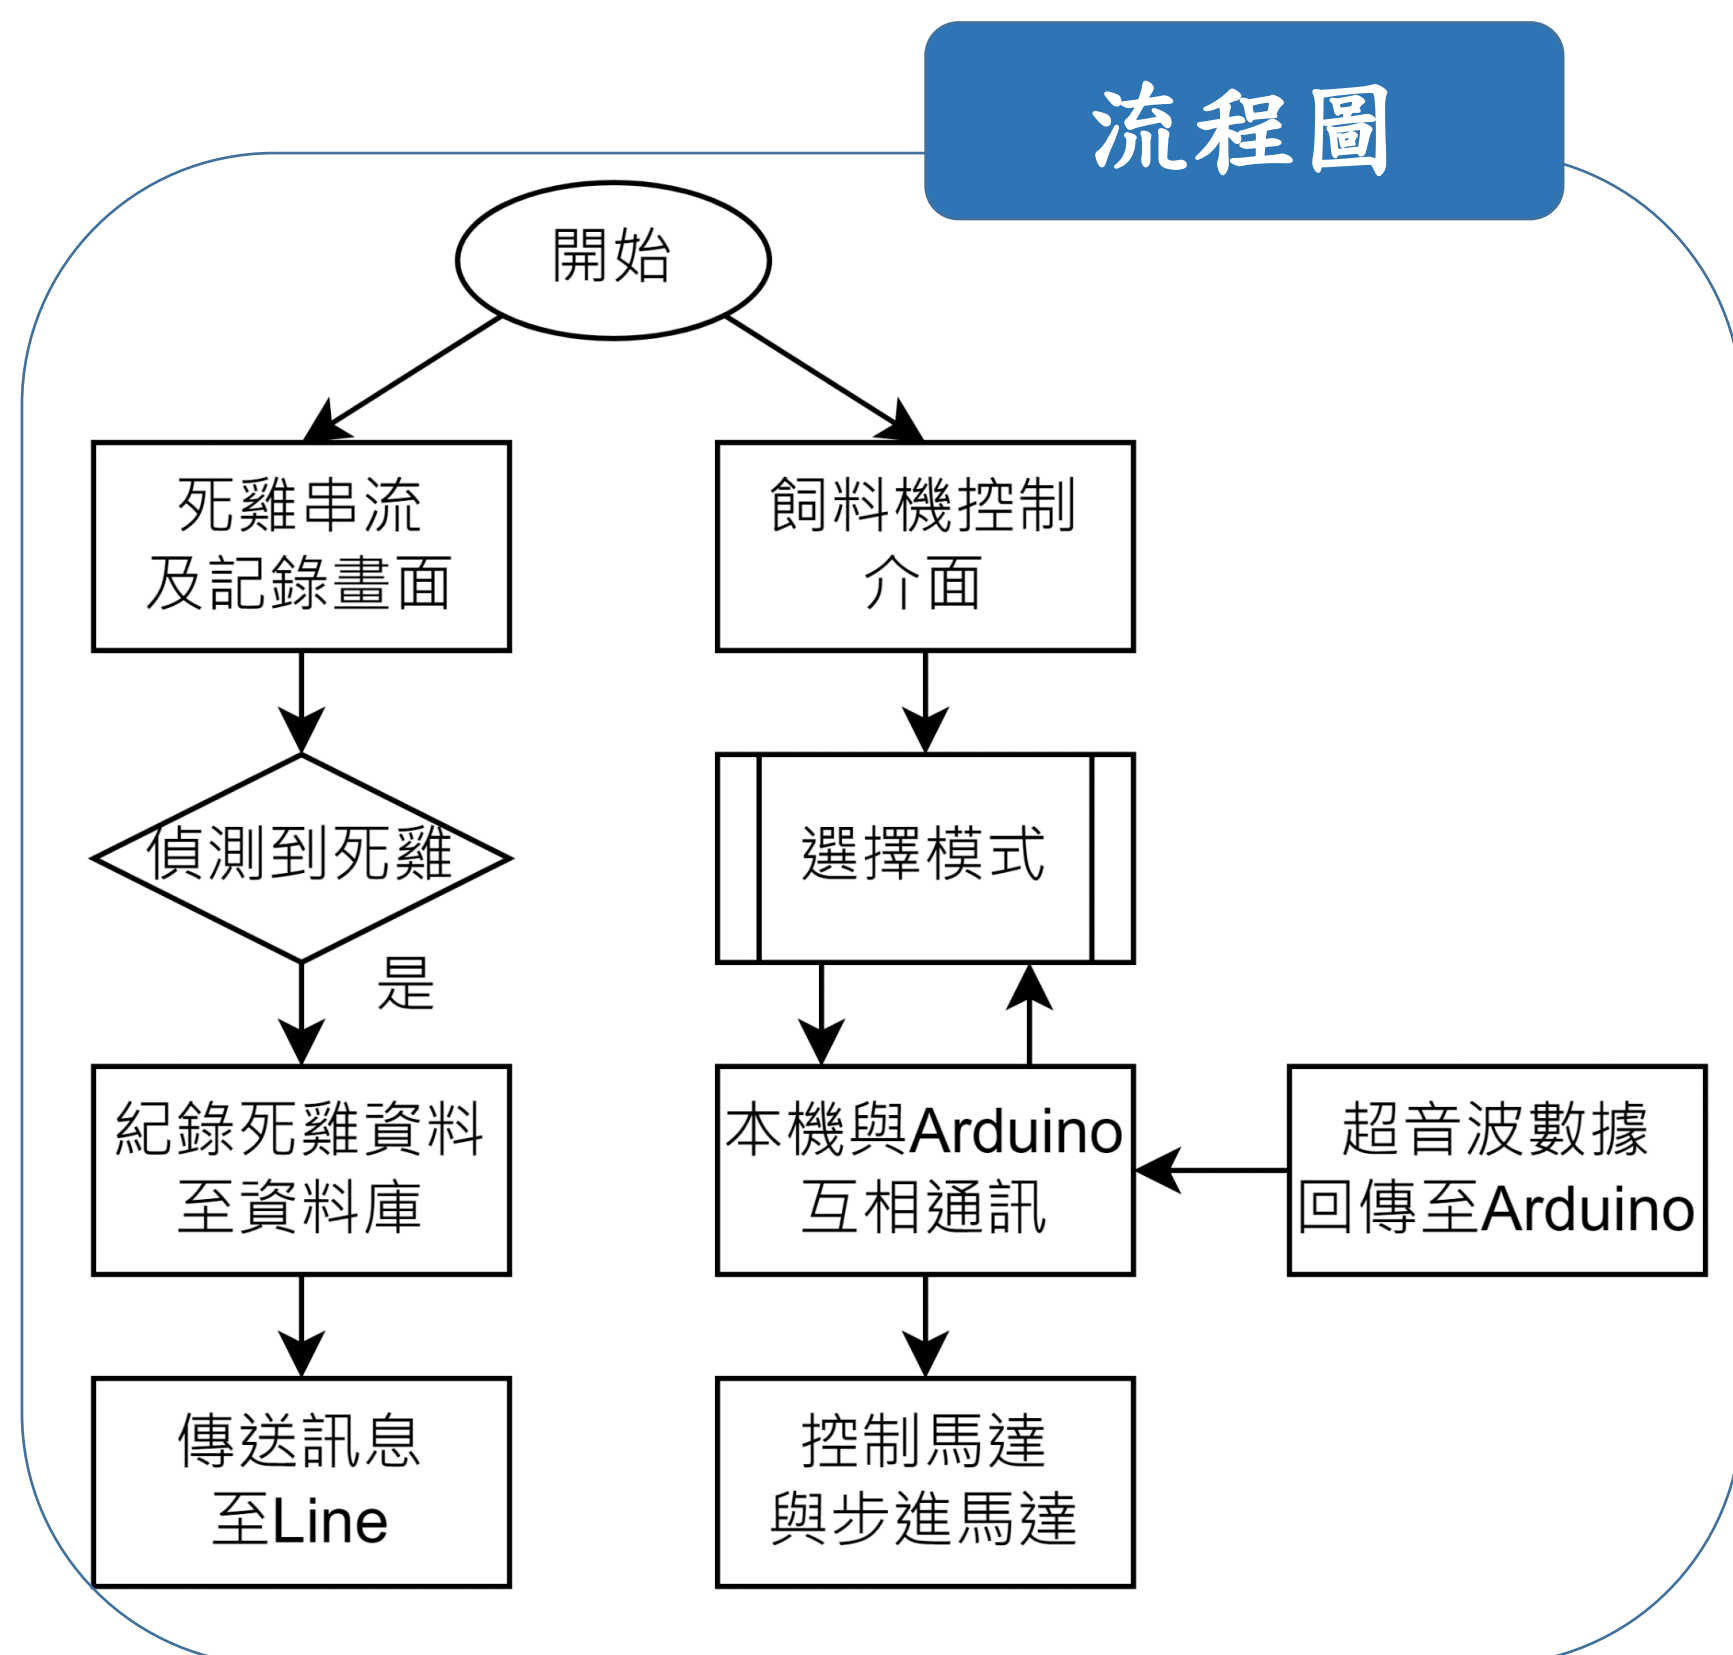 流程圖
開始
死雞串流
及記錄畫面
飼料機控制
介面
偵測到死雞
選擇模式
是
紀錄死雞資料
至資料庫
本機與Arduino
互相通訊
超音波數據
回傳至Arduino
傳送訊息
至Line
控制馬達
與步進馬達